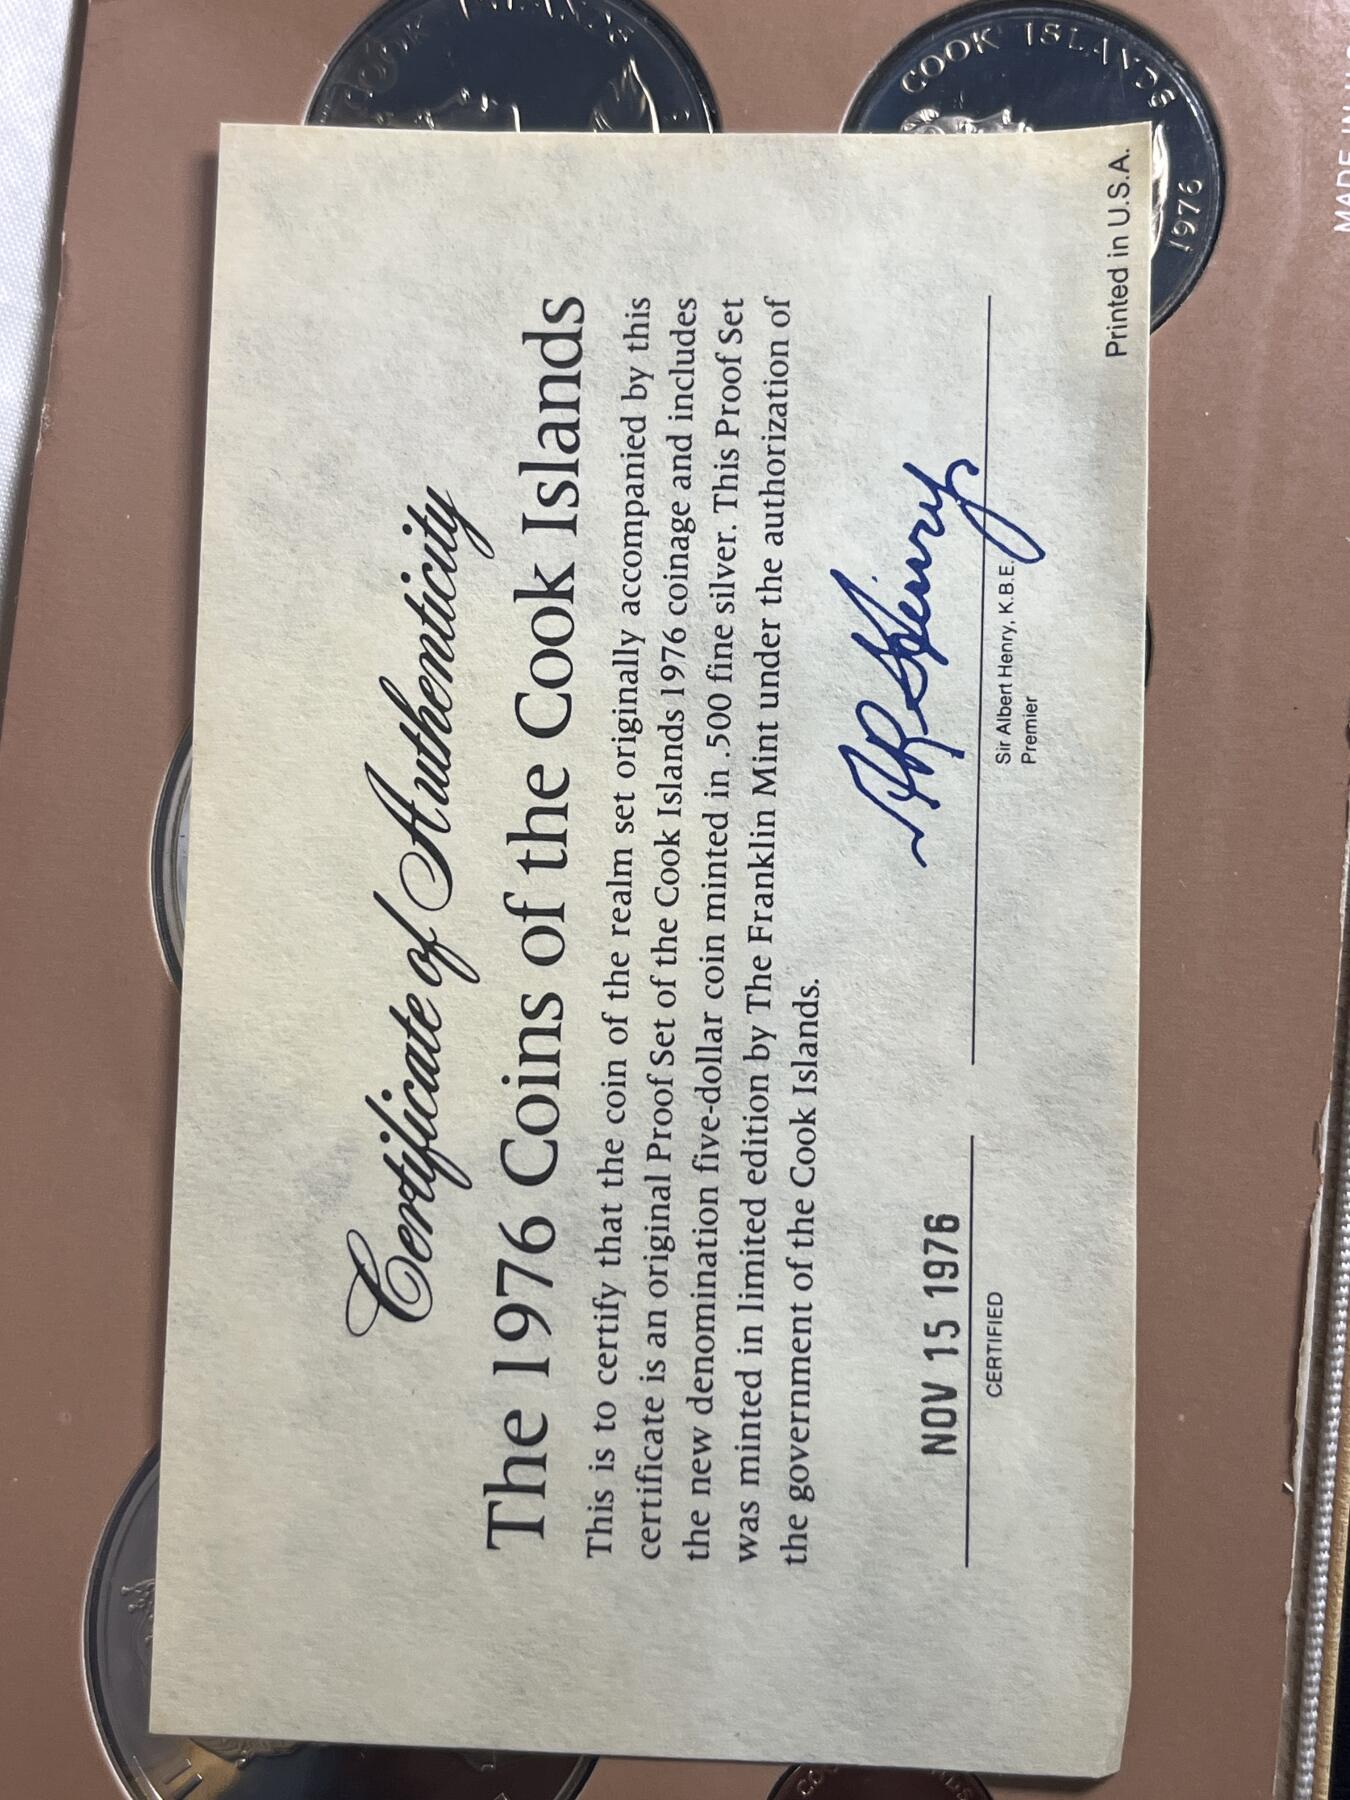 Certificate of Authenticity
The 1976 Coins of the Cook Islands
This is to certify that the coin of the realm set originally accompanied by this
certificate is an original Proof Set of the Cook Islands 1976 coinage and includes
the new denomination five-dollar coin minted in .500 fine silver. This Proof Set
was minted in limited edition by The Franklin Mint under the authorization of
the government of the Cook Islands.
NOV 15 1976
CERTIFIED
Sir Albert Henry, K.B.E.
Premier
Printed in U.S.A.
COOK ISLANDS
1976
COOK ISLANDS
MADE IN